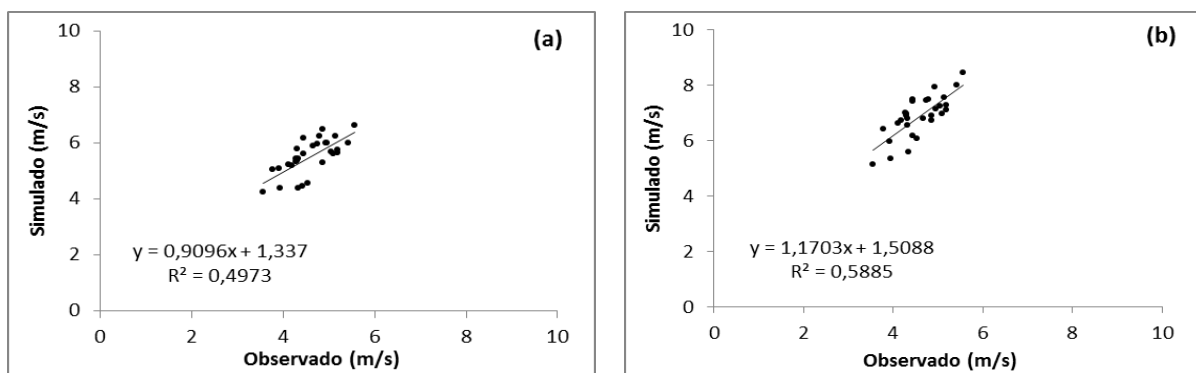 (a)
Simulado (m/s)
10
8
6
4
2
0
y = 0,9096x + 1,337
R² = 0,4973
0 2 4 6 8 10
Observado (m/s)
(b)
Simulado (m/s)
10
8
6
4
2
0
y = 1,1703x + 1,5088
R² = 0,5885
0 2 4 6 8 10
Observado (m/s)